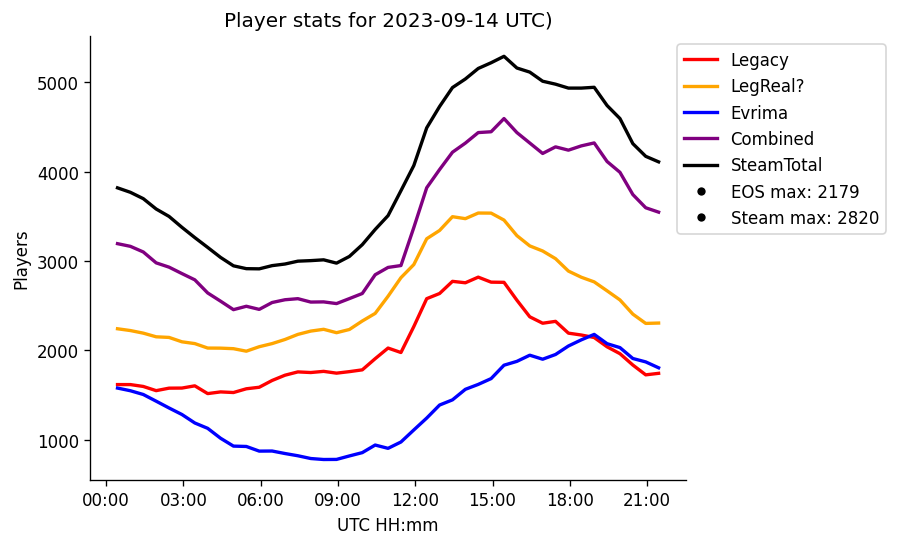 Player stats for 2023-09-14 UTC)
Legacy
LegReal?
Evrima
Combined
SteamTotal
EOS max: 2179
Steam max: 2820
Players
5000
4000
3000
2000
1000
00:00 03:00 06:00 09:00 12:00 15:00 18:00 21:00
UTC HH:mm